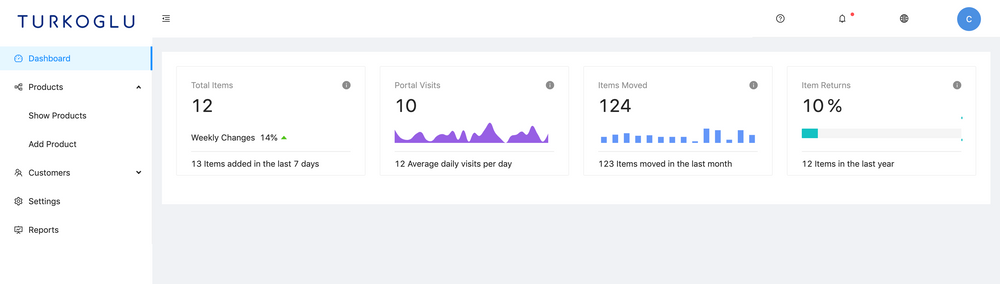 TURKOGLU
C
Dashboard
Products
Show Products
Add Product
Customers
Settings
Reports
Total Items
12
Weekly Changes 14%
13 Items added in the last 7 days
Portal Visits
10
12 Average daily visits per day
Items Moved
124
123 Items moved in the last month
Item Returns
10 %
12 Items in the last year